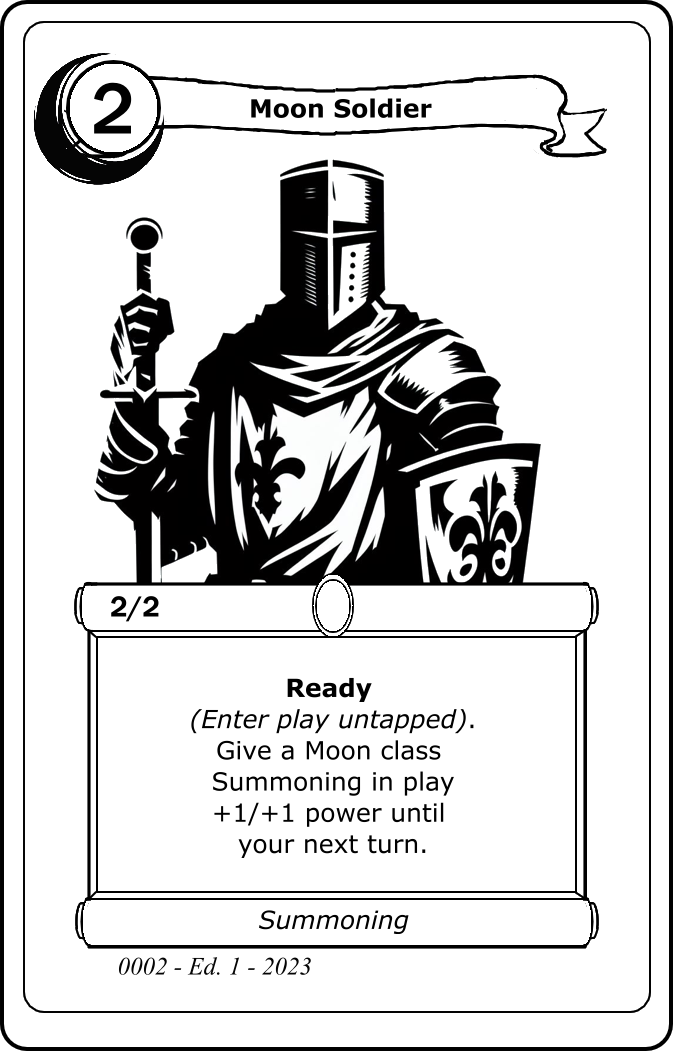 2
Moon Soldier
2/2
Ready
(Enter play untapped).
Give a Moon class
Summoning in play
+1/+1 power until
your next turn.
Summoning
0002 - Ed. 1 - 2023